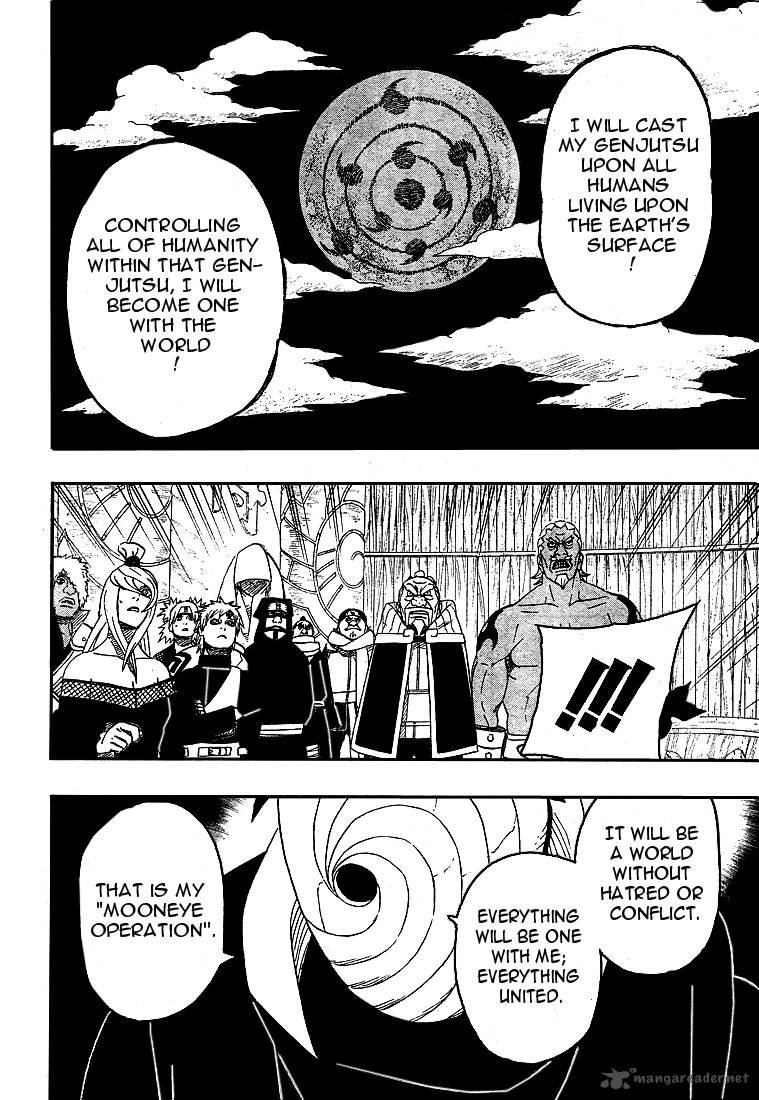 I WILL CAST
MY GENJUTSU
UPON ALL
HUMANS
LIVING UPON
THE EARTH'S
SURFACE
!
CONTROLLING
ALL OF HUMANITY
WITHIN THAT GEN-
JUTSU, I WILL
BECOME ONE
WITH THE
WORLD
!
!!!
IT WILL BE
A WORLD
WITHOUT
HATRED OR
CONFLICT.
EVERYTHING
WILL BE ONE
WITH ME;
EVERYTHING
UNITED.
THAT IS MY
"MOONEYE
OPERATION".
mangareader.net